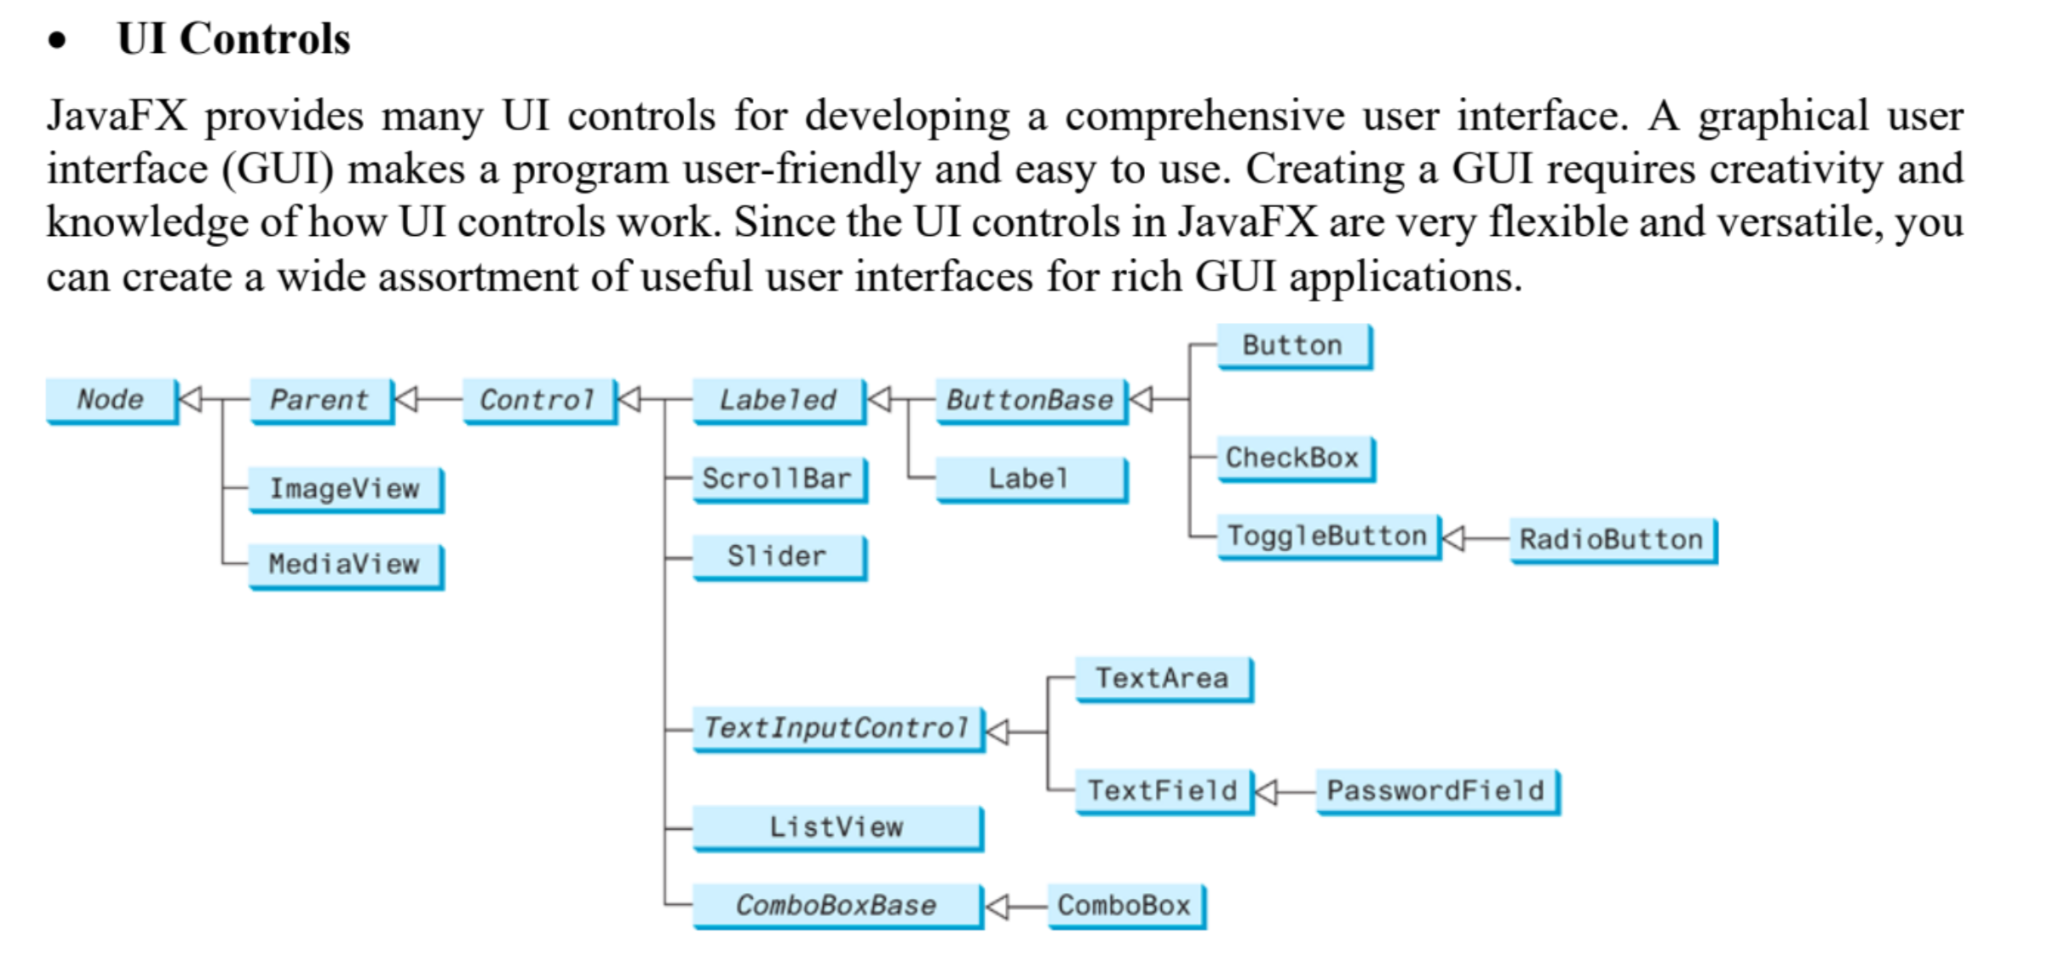 • UI Controls
JavaFX provides many UI controls for developing a comprehensive user interface. A graphical user
interface (GUI) makes a program user-friendly and easy to use. Creating a GUI requires creativity and
knowledge of how UI controls work. Since the UI controls in JavaFX are very flexible and versatile, you
can create a wide assortment of useful user interfaces for rich GUI applications.
Button
Node Parent Control Labeled ButtonBase
CheckBox
ImageView ScrollBar Label
ToggleButton RadioButton
MediaView Slider
TextArea
TextInputControl
TextField PasswordField
ListView
ComboBoxBase ComboBox